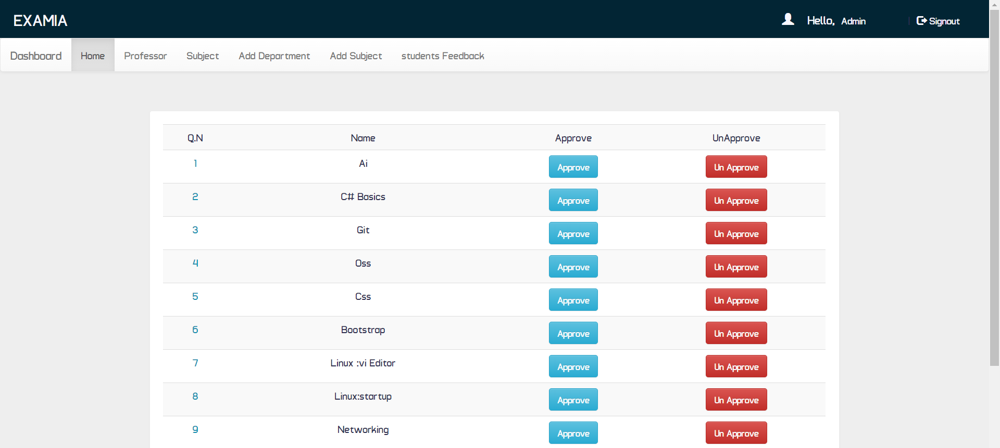 EXAMIA Hello, Admin | Signout
Dashboard Home Professor Subject Add Department Add Subject students Feedback
Q.N Name Approve UnApprove
1 Ai Approve Un Approve
2 C# Basics Approve Un Approve
3 Git Approve Un Approve
4 Oss Approve Un Approve
5 Css Approve Un Approve
6 Bootstrap Approve Un Approve
7 Linux :vi Editor Approve Un Approve
8 Linux:startup Approve Un Approve
9 Networking Approve Un Approve